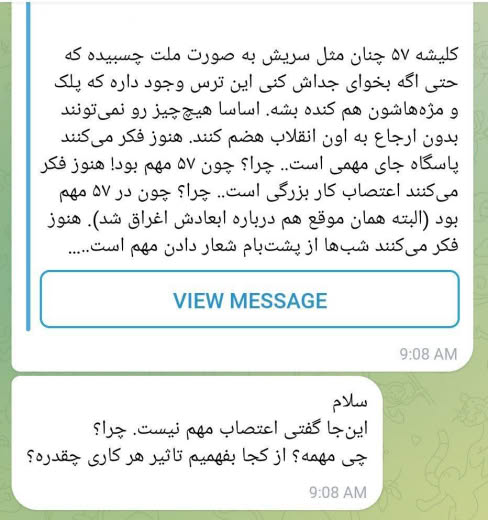 کلیشه ۵۷ چنان مثل سریش به صورت ملت چسبیده که
حتی اگه بخوای جداش کنی این ترس وجود داره که پلک
و مژه‌هاشون هم کنده بشه. اساسا هیچ‌چیز رو نمی‌تونند
بدون ارجاع به اون انقلاب هضم کنند. هنوز فکر می‌کنند
پاسگاه جای مهمی است.. چرا؟ چون ۵۷ مهم بود! هنوز فکر
می‌کنند اعتصاب کار بزرگی است.. چرا؟ چون در ۵۷ مهم
بود (البته همان موقع هم درباره ابعادش اغراق شد). هنوز
فکر می‌کنند شب‌ها از پشت‌بام شعار دادن مهم است.....
VIEW MESSAGE
9:08 AM
سلام
این‌جا گفتی اعتصاب مهم نیست. چرا؟
چی مهمه؟ از کجا بفهمیم تاثیر هر کاری چقدره؟
9:08 AM